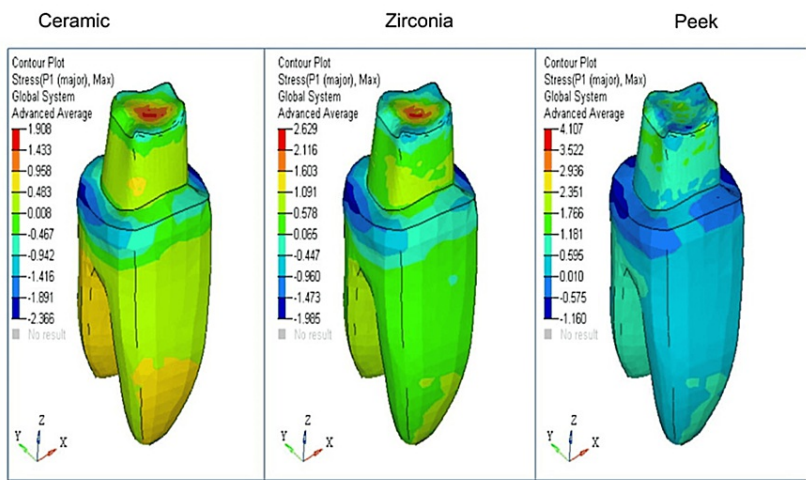 Ceramic
Zirconia
Peek
Contour Plot
Stress(P1 (major), Max)
Global System
Advanced Average
1.908
1.433
0.958
0.483
0.008
-0.467
-0.942
-1.416
-1.891
-2.366
No result
Z
Y
X
Contour Plot
Stress(P1 (major), Max)
Global System
Advanced Average
2.629
2.116
1.603
1.091
0.578
0.065
-0.447
-0.960
-1.473
-1.985
No result
Z
Y
X
Contour Plot
Stress(P1 (major), Max)
Global System
Advanced Average
4.107
3.522
2.936
2.351
1.766
1.181
0.595
0.010
-0.575
-1.160
No result
Z
Y
X